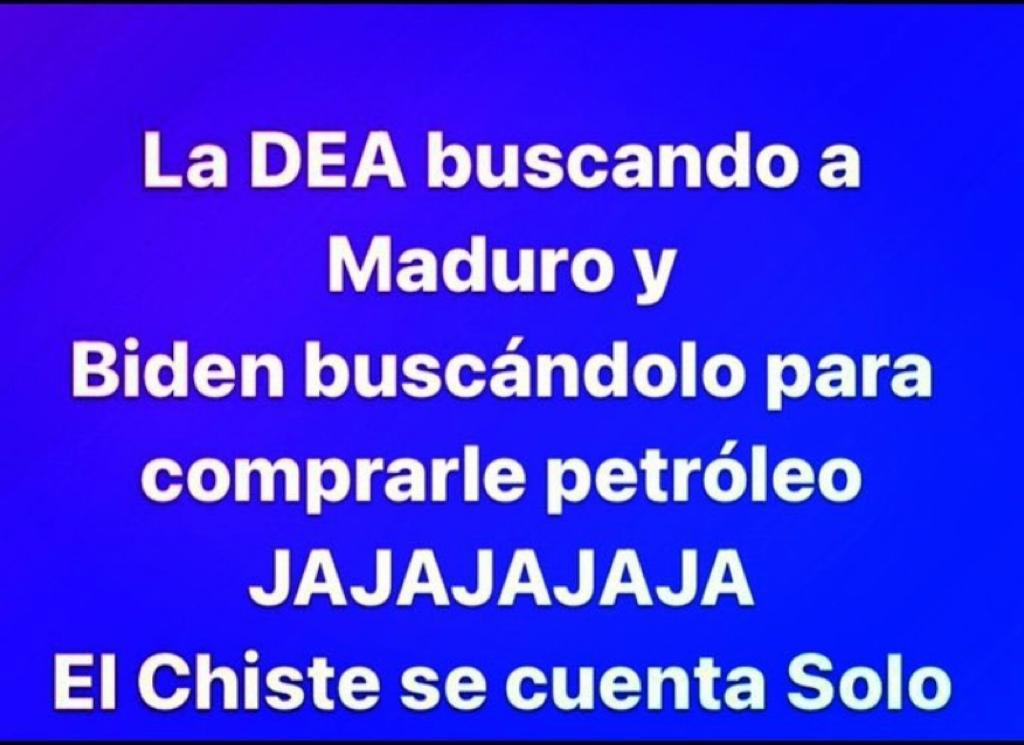 La DEA buscando a
Maduro y
Biden buscándolo para
comprarle petróleo
JAJAJAJAJA
El Chiste se cuenta Solo